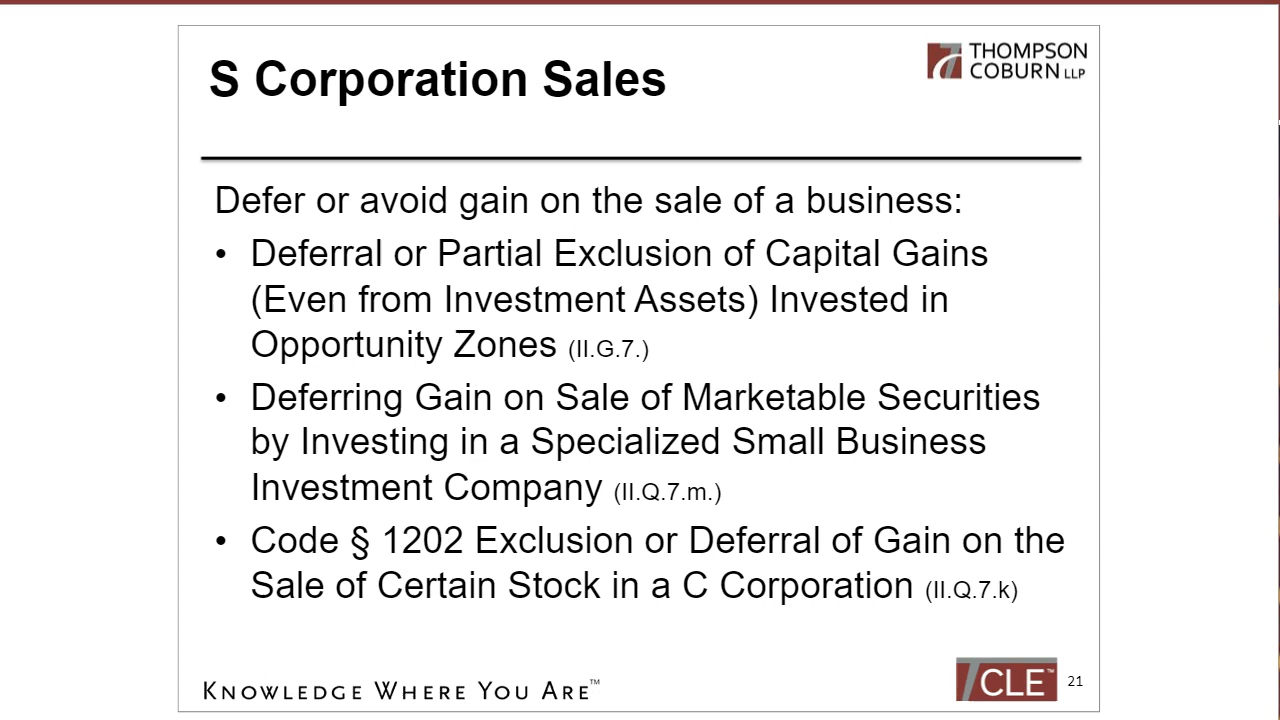 S Corporation Sales
THOMPSON
COBURN LLP
Defer or avoid gain on the sale of a business:
• Deferral or Partial Exclusion of Capital Gains
(Even from Investment Assets) Invested in
Opportunity Zones (II.G.7.)
• Deferring Gain on Sale of Marketable Securities
by Investing in a Specialized Small Business
Investment Company (II.Q.7.m.)
• Code § 1202 Exclusion or Deferral of Gain on the
Sale of Certain Stock in a C Corporation (II.Q.7.k)
KNOWLEDGE WHERE YOU ARE™
CLE™
21